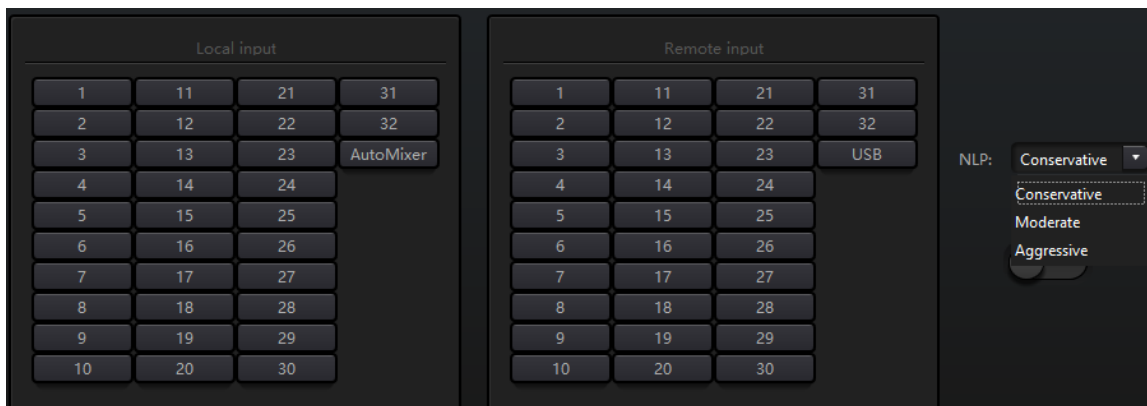 Local input
1 11 21 31
2 12 22 32
3 13 23 AutoMixer
4 14 24
5 15 25
6 16 26
7 17 27
8 18 28
9 19 29
10 20 30
Remote input
1 11 21 31
2 12 22 32
3 13 23 USB
4 14 24
5 15 25
6 16 26
7 17 27
8 18 28
9 19 29
10 20 30
NLP: Conservative
Conservative
Moderate
Aggressive